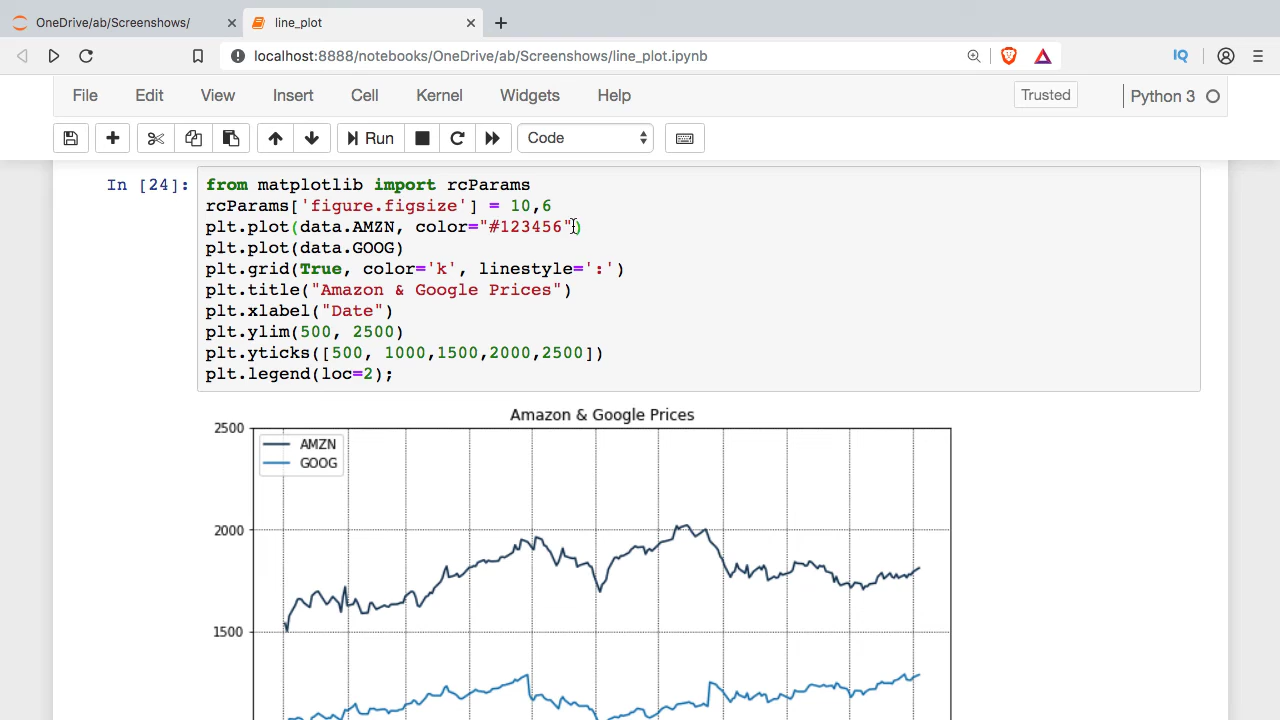 OneDrive/ab/Screenshows/
line_plot
localhost:8888/notebooks/OneDrive/ab/Screenshows/line_plot.ipynb
IQ
File Edit View Insert Cell Kernel Widgets Help
Trusted
Python 3
Run
Code
In [24]:
from matplotlib import rcParams
rcParams['figure.figsize'] = 10,6
plt.plot(data.AMZN, color="#123456")
plt.plot(data.GOOG)
plt.grid(True, color='k', linestyle=':')
plt.title("Amazon & Google Prices")
plt.xlabel("Date")
plt.ylim(500, 2500)
plt.yticks([500, 1000,1500,2000,2500])
plt.legend(loc=2);
Amazon & Google Prices
2500
AMZN
GOOG
2000
1500